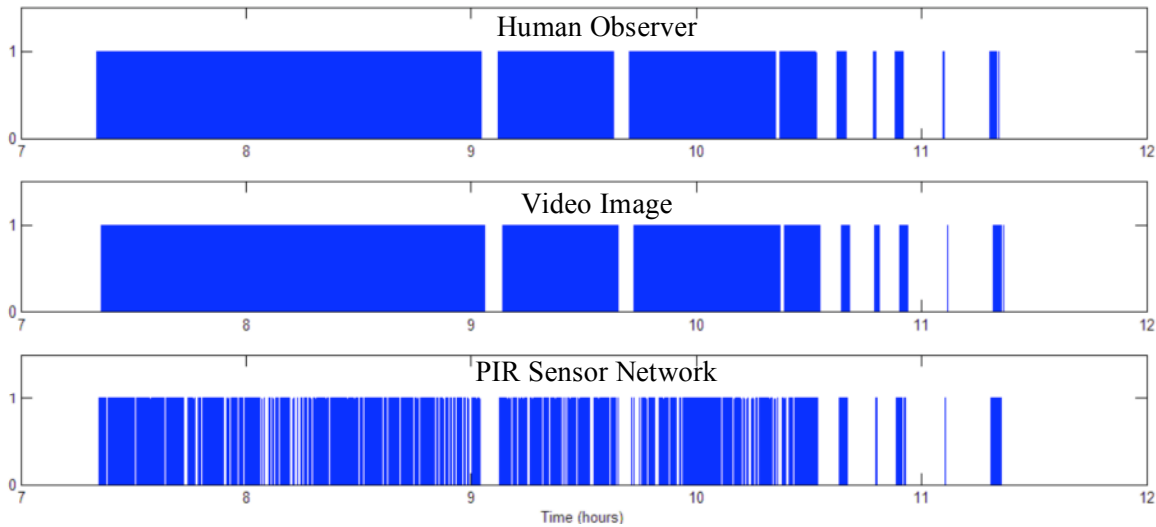 Human Observer
1
0
7 8 9 10 11 12
Video Image
1
0
7 8 9 10 11 12
PIR Sensor Network
1
0
7 8 9 10 11 12
Time (hours)